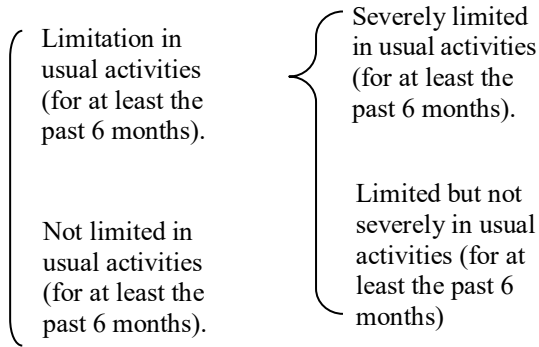 Limitation in
usual activities
(for at least the
past 6 months).
Not limited in
usual activities
(for at least the
past 6 months).
Severely limited
in usual activities
(for at least the
past 6 months).
Limited but not
severely in usual
activities (for at
least the past 6
months)